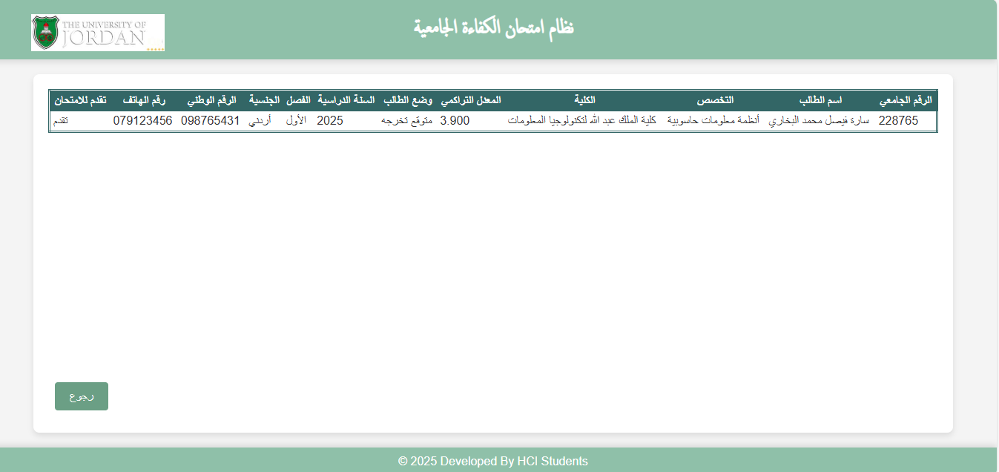 THE UNIVERSITY OF
JORDAN
نظام امتحان الكفاءة الجامعية
الرقم الجامعي اسم الطالب التخصص الكلية المعدل التراكمي وضع الطالب السنة الدراسية الفصل الجنسية الرقم الوطني رقم الهاتف تقدم للامتحان
228765 سارة فيصل محمد البخاري أنظمة معلومات حاسوبية كلية الملك عبد الله لتكنولوجيا المعلومات 3.900 متوقع تخرجه 2025 الأول أردني 098765431 079123456 تقدم
رجوع
© 2025 Developed By HCI Students